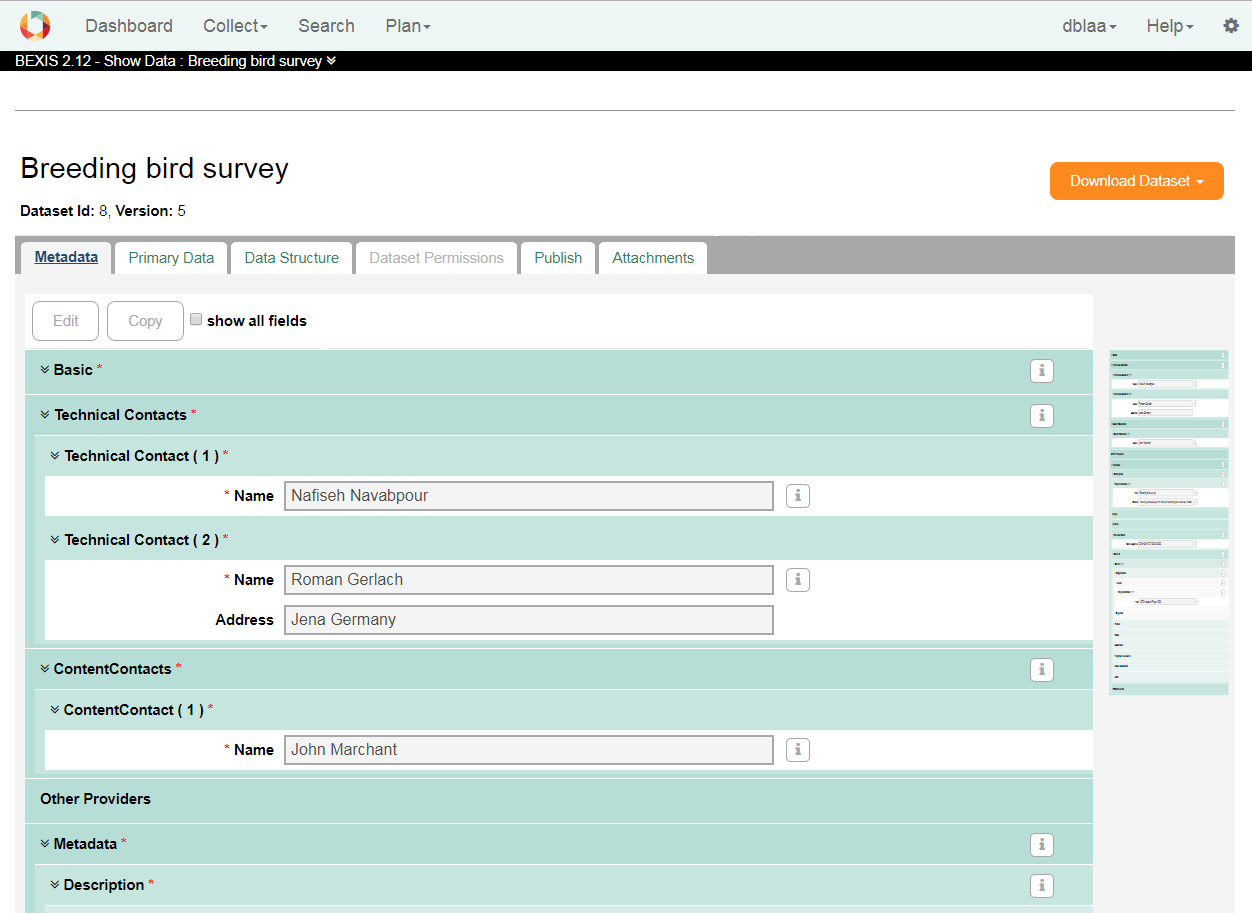 Dashboard Collect Search Plan dblaa Help
BEXIS 2.12 - Show Data : Breeding bird survey
Breeding bird survey
Download Dataset
Dataset Id: 8, Version: 5
Metadata Primary Data Data Structure Dataset Permissions Publish Attachments
Edit Copy show all fields
Basic *
Technical Contacts *
Technical Contact ( 1 ) *
* Name Nafiseh Navabpour
Technical Contact ( 2 ) *
* Name Roman Gerlach
Address Jena Germany
ContentContacts *
ContentContact ( 1 ) *
* Name John Marchant
Other Providers
Metadata *
Description *